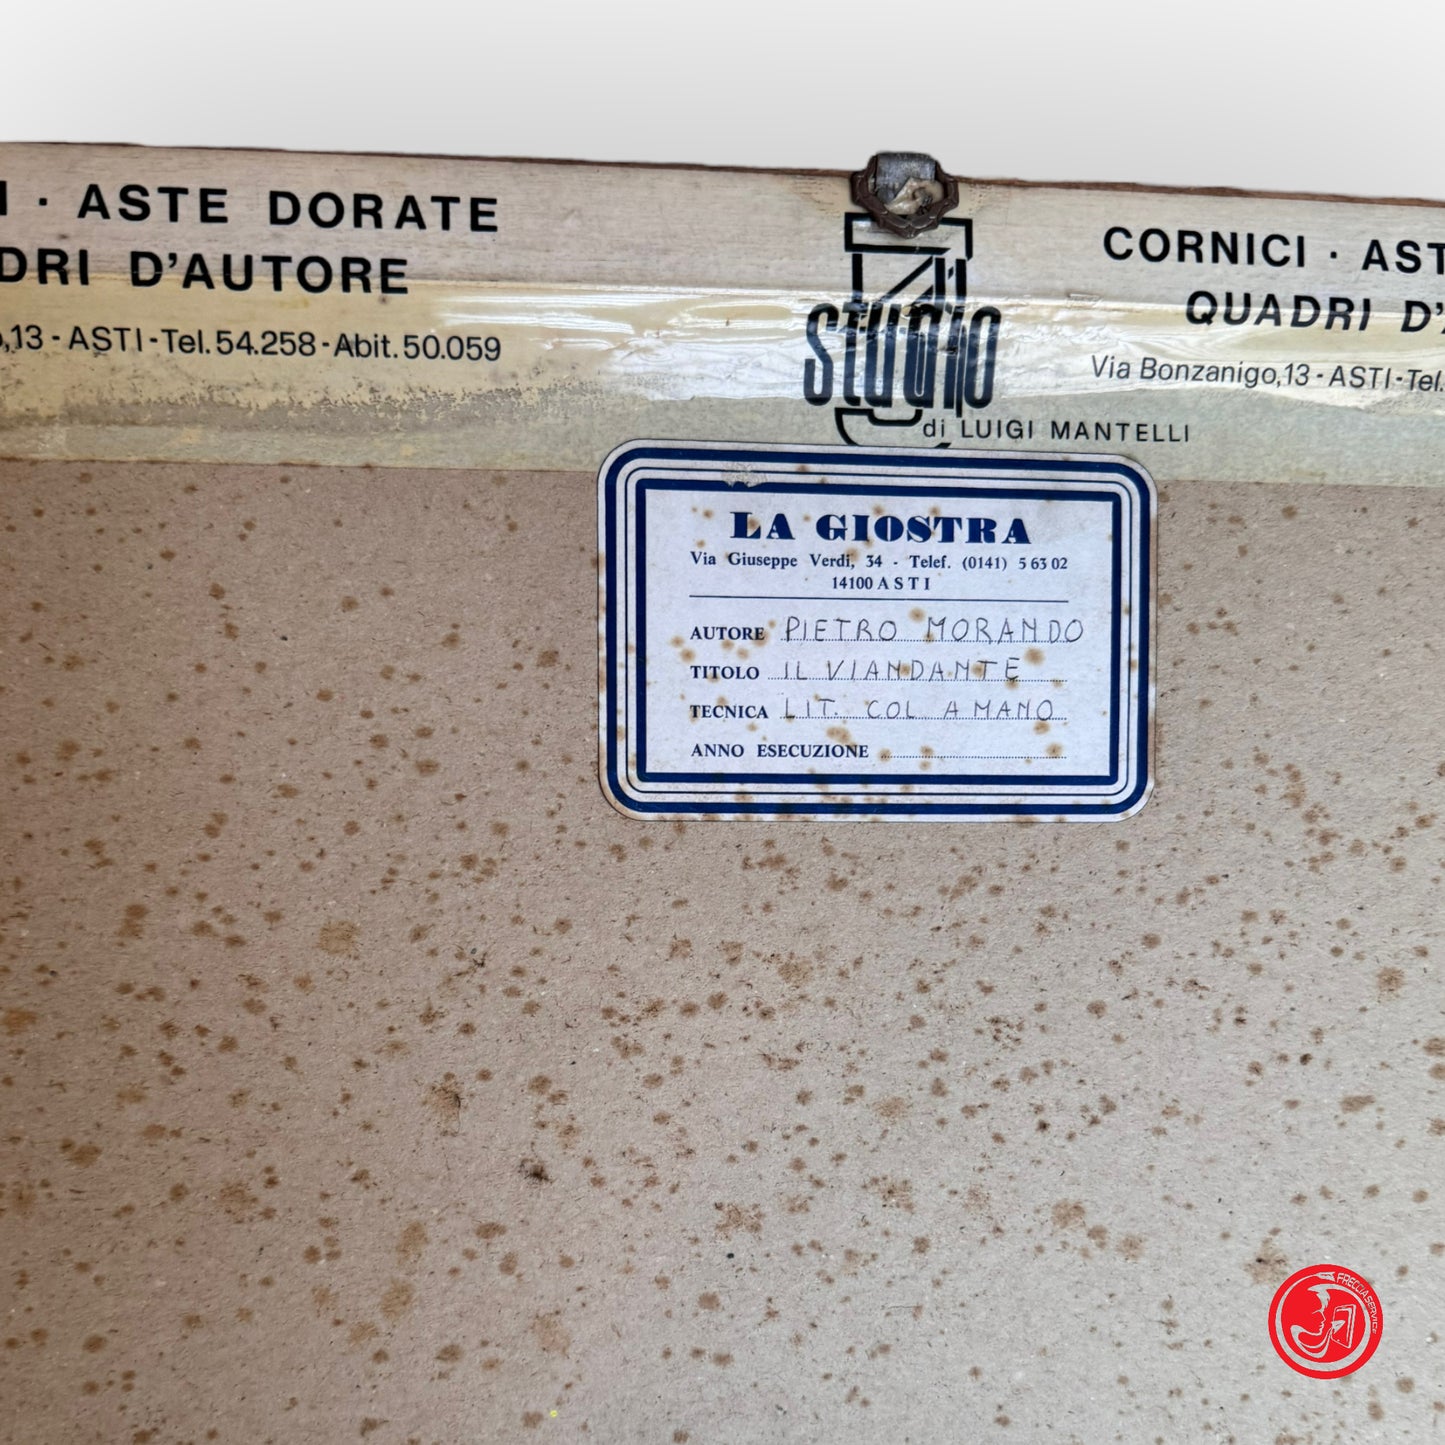 I · ASTE DORATE
DRI D'AUTORE
,13 - ASTI - Tel. 54.258 - Abit. 50.059
studio
di LUIGI MANTELLI
CORNICI · AST
QUADRI D'
Via Bonzanigo,13 - ASTI - Tel.
LA GIOSTRA
Via Giuseppe Verdi, 34 - Telef. (0141) 5 63 02
14100 ASTI
AUTORE PIETRO MORANDO
TITOLO IL VIANDANTE
TECNICA LIT. COL A MANO
ANNO ESECUZIONE
FRECCIASERVICE